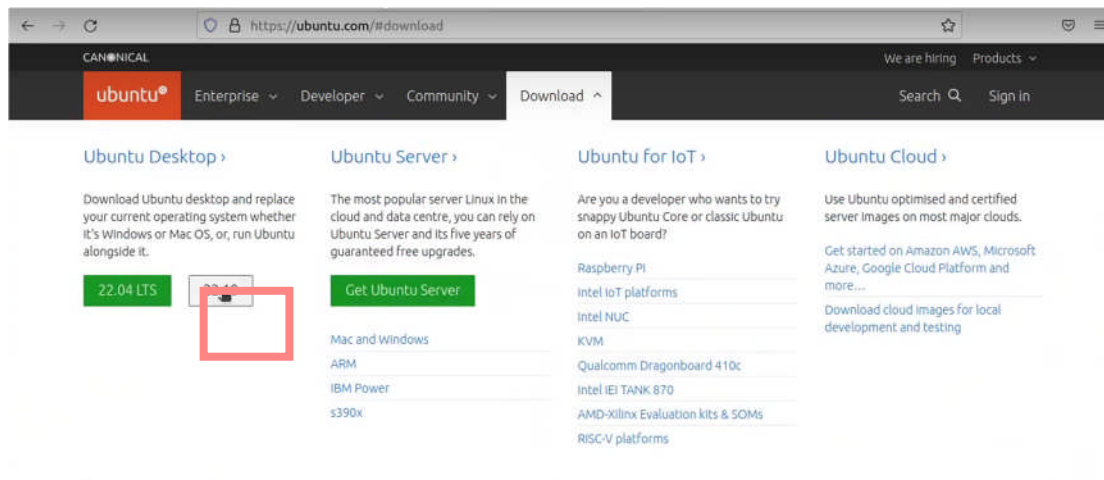 https://ubuntu.com/#download
CANONICAL
We are hiring Products
ubuntu® Enterprise Developer Community Download Search Sign in
Ubuntu Desktop ›
Download Ubuntu desktop and replace
your current operating system whether
it's Windows or Mac OS, or, run Ubuntu
alongside it.
22.04 LTS
Ubuntu Server ›
The most popular server Linux in the
cloud and data centre, you can rely on
Ubuntu Server and its five years of
guaranteed free upgrades.
Get Ubuntu Server
Mac and Windows
ARM
IBM Power
s390x
Ubuntu for IoT ›
Are you a developer who wants to try
snappy Ubuntu Core or classic Ubuntu
on an IoT board?
Raspberry Pi
Intel IoT platforms
Intel NUC
KVM
Qualcomm Dragonboard 410c
Intel IEI TANK 870
AMD-Xilinx Evaluation kits & SOMs
RISC-V platforms
Ubuntu Cloud ›
Use Ubuntu optimised and certified
server images on most major clouds.
Get started on Amazon AWS, Microsoft
Azure, Google Cloud Platform and
more...
Download cloud images for local
development and testing